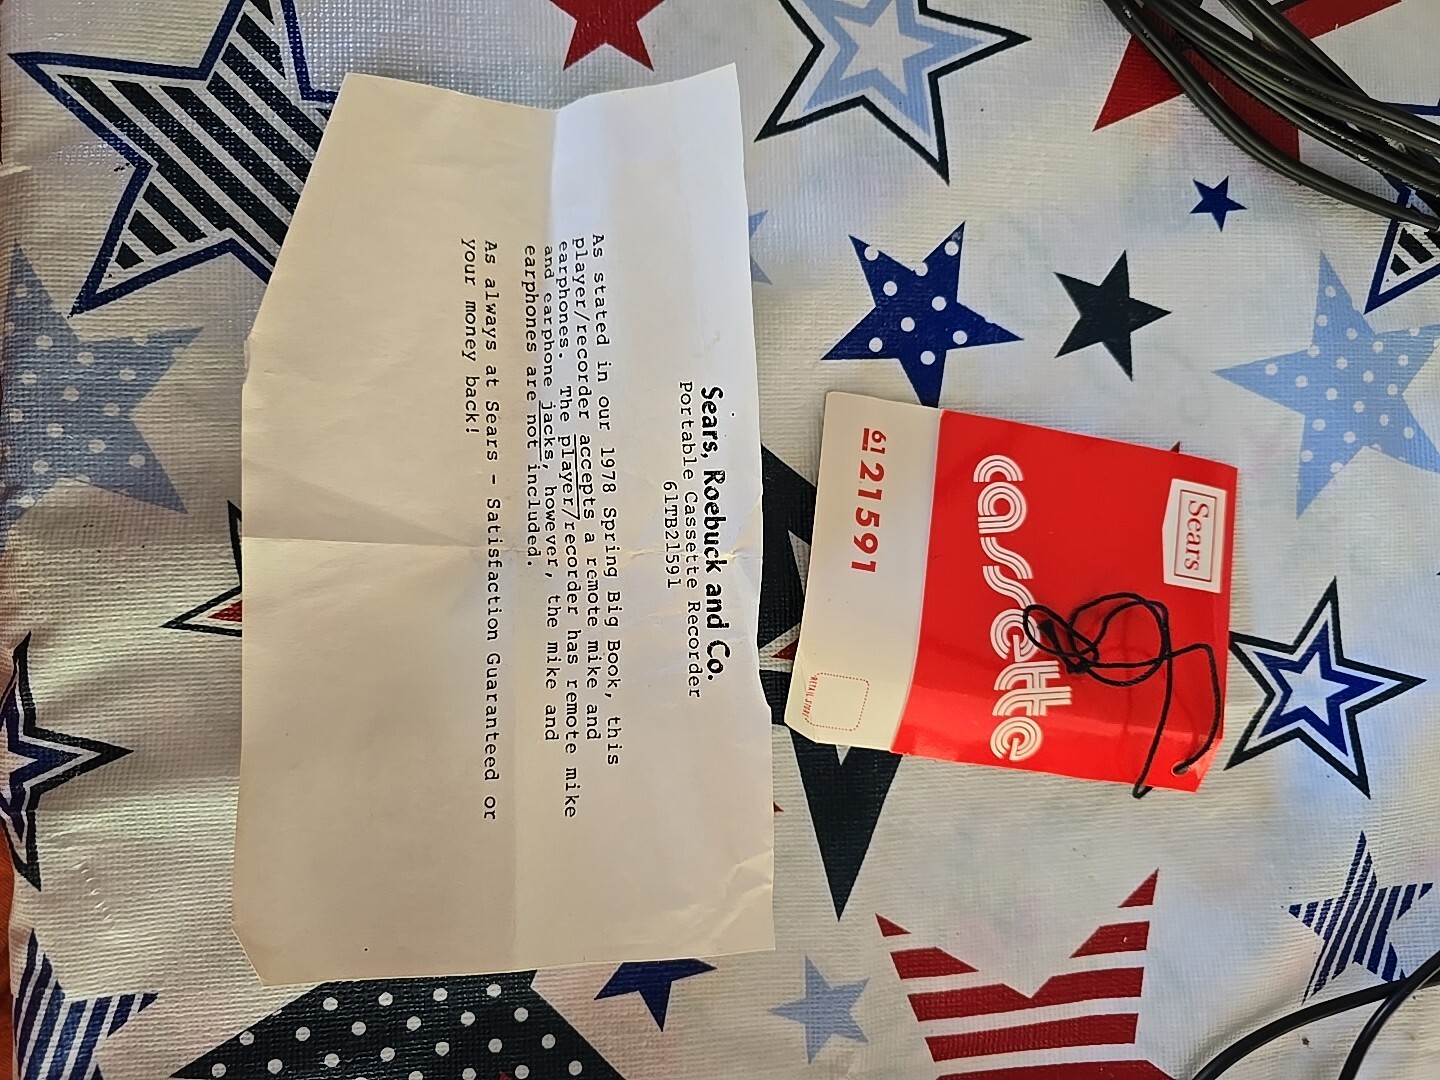 Sears, Roebuck and Co.
Portable Cassette Recorder
61TB21591
As stated in our 1978 Spring Big Book, this
player/recorder accepts a remote mike and
earphones. The player/recorder has remote mike
and earphone jacks, however, the mike and
earphones are not included.
As always at Sears - Satisfaction Guaranteed or
your money back!
Sears
cassette
61 21591
RETAIL STORE